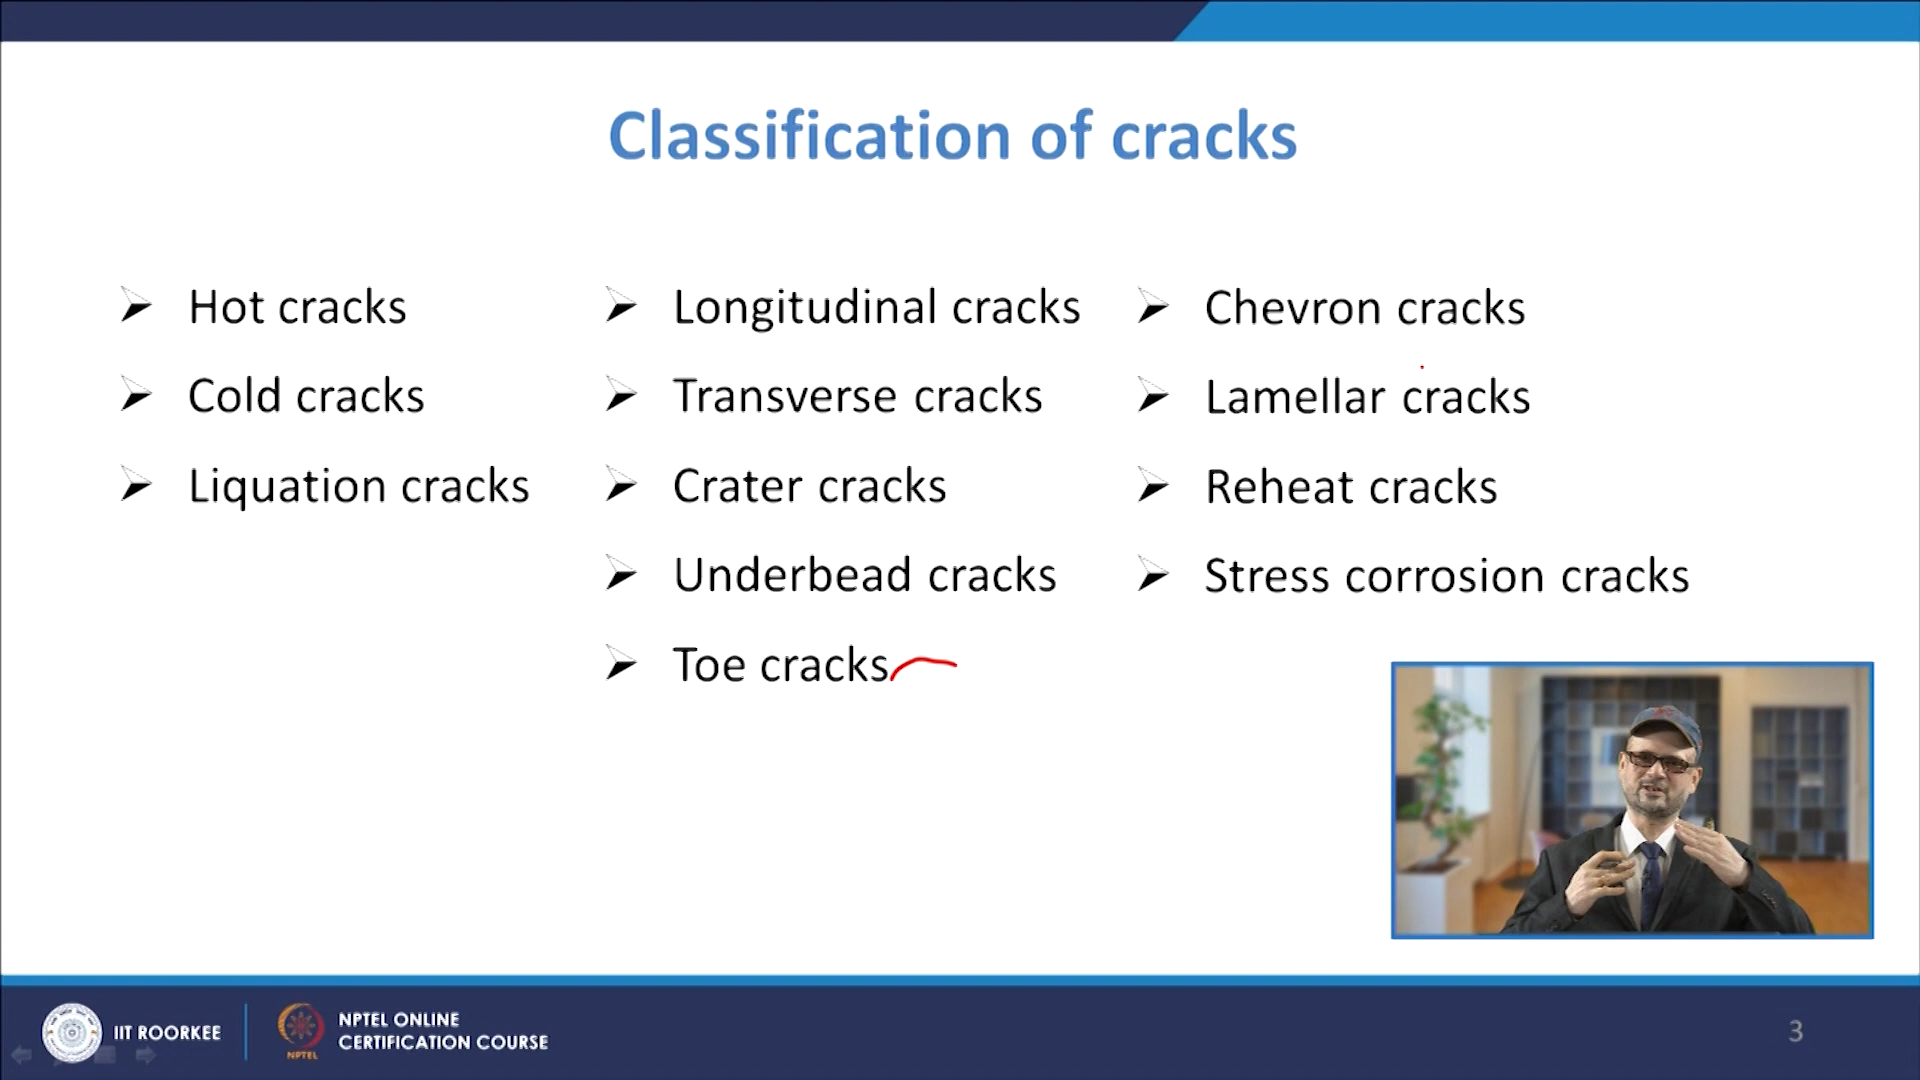 Classification of cracks
Hot cracks
Cold cracks
Liquation cracks
Longitudinal cracks
Transverse cracks
Crater cracks
Underbead cracks
Toe cracks
Chevron cracks
Lamellar cracks
Reheat cracks
Stress corrosion cracks
IIT ROORKEE
NPTEL
NPTEL ONLINE
CERTIFICATION COURSE
3